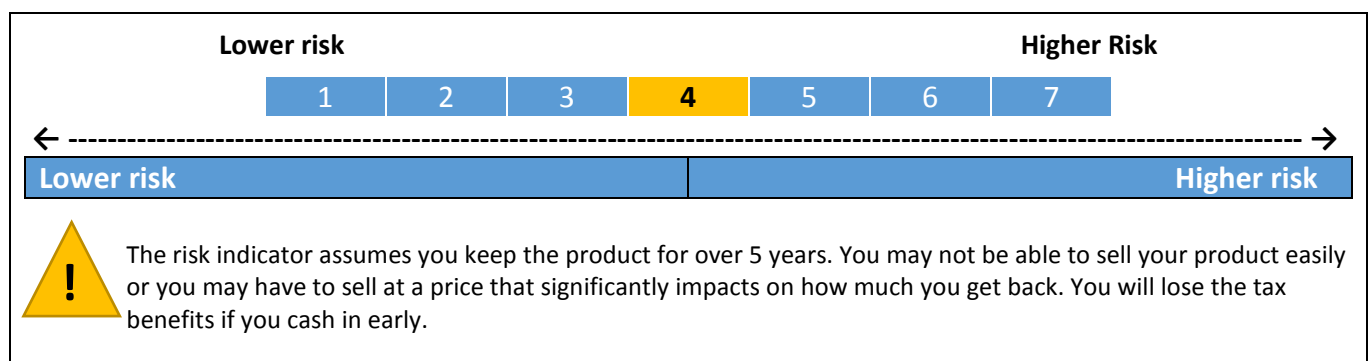 Lower risk Higher Risk
1 2 3 4 5 6 7
← ------------------------------------------------------------------------------------------------------------------------------ →
Lower risk Higher risk
The risk indicator assumes you keep the product for over 5 years. You may not be able to sell your product easily
! or you may have to sell at a price that significantly impacts on how much you get back. You will lose the tax
benefits if you cash in early.